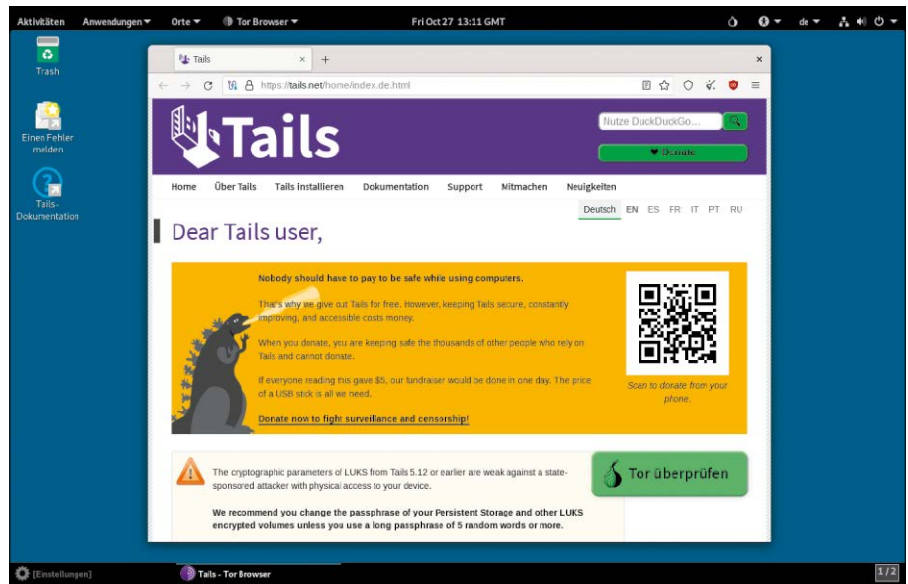 Aktivitäten Anwendungen Orte Tor Browser Fri Oct 27 13:11 GMT de
Trash
Einen Fehler
melden
Tails-
Dokumentation
Tails
https://tails.net/home/index.de.html
Tails
Nutze DuckDuckGo...
Donate
Home Über Tails Tails installieren Dokumentation Support Mitmachen Neuigkeiten
Deutsch EN ES FR IT PT RU
Dear Tails user,
Nobody should have to pay to be safe while using computers.
That's why we give out Tails for free. However, keeping Tails secure, constantly
improving, and accessible costs money.
When you donate, you are keeping safe the thousands of other people who rely on
Tails and cannot donate.
If everyone reading this gave $5, our fundraiser would be done in one day. The price
of a USB stick is all we need.
Donate now to fight surveillance and censorship!
Scan to donate from your
phone.
The cryptographic parameters of LUKS from Tails 5.12 or earlier are weak against a state-
sponsored attacker with physical access to your device.
Tor überprüfen
We recommend you change the passphrase of your Persistent Storage and other LUKS
encrypted volumes unless you use a long passphrase of 5 random words or more.
[Einstellungen] Tails - Tor Browser 1/2